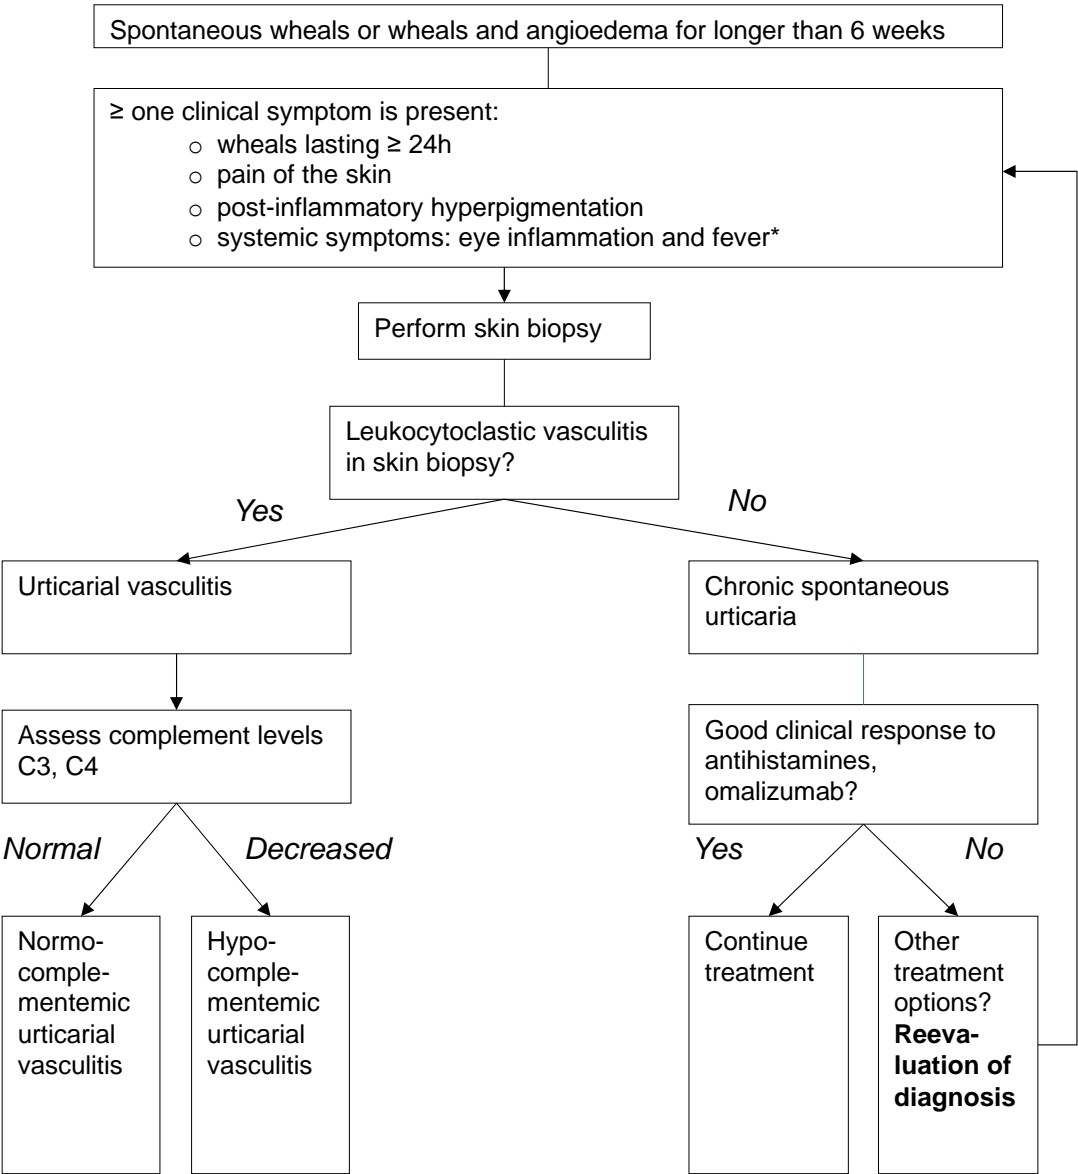 Spontaneous wheals or wheals and angioedema for longer than 6 weeks
≥ one clinical symptom is present:
○ wheals lasting ≥ 24h
○ pain of the skin
○ post-inflammatory hyperpigmentation
○ systemic symptoms: eye inflammation and fever*
Perform skin biopsy
Leukocytoclastic vasculitis
in skin biopsy?
Yes
No
Urticarial vasculitis
Chronic spontaneous
urticaria
Assess complement levels
C3, C4
Good clinical response to
antihistamines,
omalizumab?
Normal
Decreased
Yes
No
Normo-
comple-
mentemic
urticarial
vasculitis
Hypo-
comple-
mentemic
urticarial
vasculitis
Continue
treatment
Other
treatment
options?
Reeva-
luation of
diagnosis